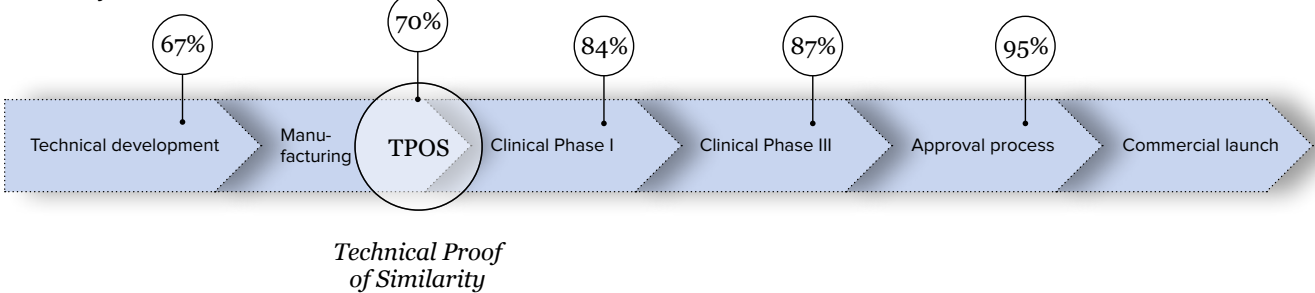 67%
70%
84%
87%
95%
Technical development
Manu-
facturing
TPOS
Clinical Phase I
Clinical Phase III
Approval process
Commercial launch
Technical Proof
of Similarity